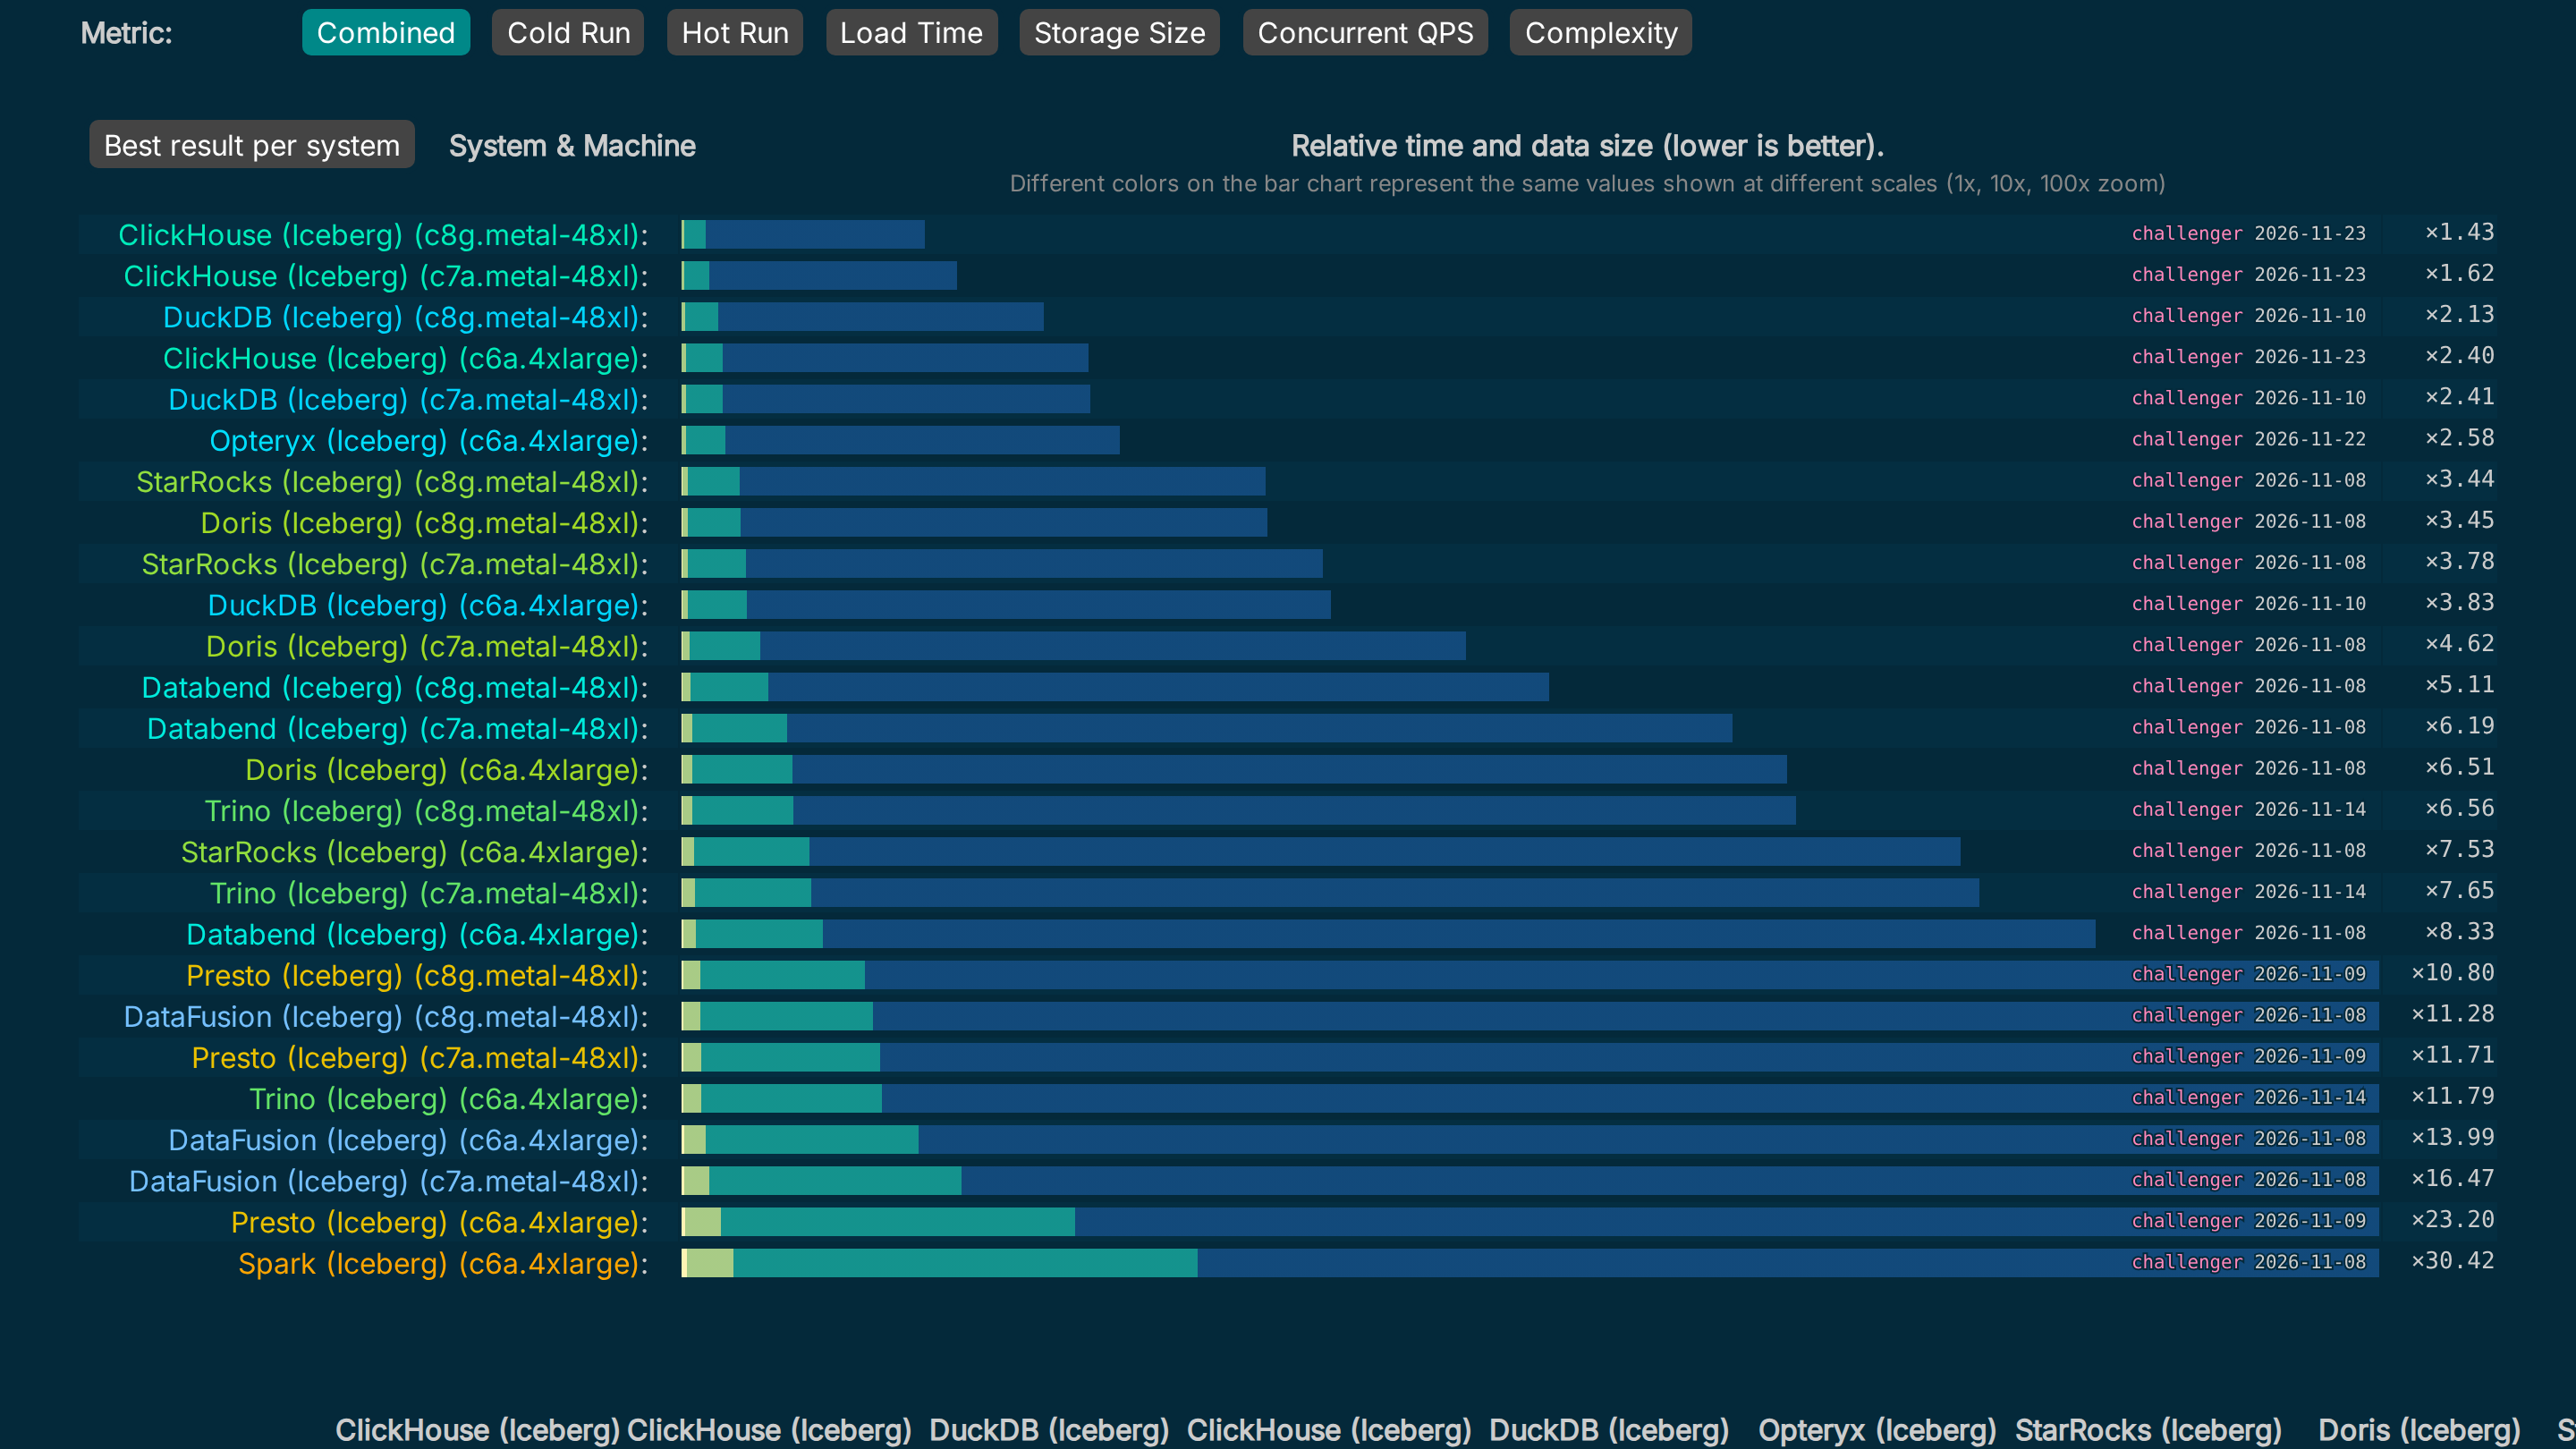 Metric: Combined Cold Run Hot Run Load Time Storage Size Concurrent QPS Complexity
Best result per system System & Machine Relative time and data size (lower is better).
Different colors on the bar chart represent the same values shown at different scales (1x, 10x, 100x zoom)
ClickHouse (Iceberg) (c8g.metal-48xl): challenger 2026-11-23 ×1.43
ClickHouse (Iceberg) (c7a.metal-48xl): challenger 2026-11-23 ×1.62
DuckDB (Iceberg) (c8g.metal-48xl): challenger 2026-11-10 ×2.13
ClickHouse (Iceberg) (c6a.4xlarge): challenger 2026-11-23 ×2.40
DuckDB (Iceberg) (c7a.metal-48xl): challenger 2026-11-10 ×2.41
Opteryx (Iceberg) (c6a.4xlarge): challenger 2026-11-22 ×2.58
StarRocks (Iceberg) (c8g.metal-48xl): challenger 2026-11-08 ×3.44
Doris (Iceberg) (c8g.metal-48xl): challenger 2026-11-08 ×3.45
StarRocks (Iceberg) (c7a.metal-48xl): challenger 2026-11-08 ×3.78
DuckDB (Iceberg) (c6a.4xlarge): challenger 2026-11-10 ×3.83
Doris (Iceberg) (c7a.metal-48xl): challenger 2026-11-08 ×4.62
Databend (Iceberg) (c8g.metal-48xl): challenger 2026-11-08 ×5.11
Databend (Iceberg) (c7a.metal-48xl): challenger 2026-11-08 ×6.19
Doris (Iceberg) (c6a.4xlarge): challenger 2026-11-08 ×6.51
Trino (Iceberg) (c8g.metal-48xl): challenger 2026-11-14 ×6.56
StarRocks (Iceberg) (c6a.4xlarge): challenger 2026-11-08 ×7.53
Trino (Iceberg) (c7a.metal-48xl): challenger 2026-11-14 ×7.65
Databend (Iceberg) (c6a.4xlarge): challenger 2026-11-08 ×8.33
Presto (Iceberg) (c8g.metal-48xl): challenger 2026-11-09 ×10.80
DataFusion (Iceberg) (c8g.metal-48xl): challenger 2026-11-08 ×11.28
Presto (Iceberg) (c7a.metal-48xl): challenger 2026-11-09 ×11.71
Trino (Iceberg) (c6a.4xlarge): challenger 2026-11-14 ×11.79
DataFusion (Iceberg) (c6a.4xlarge): challenger 2026-11-08 ×13.99
DataFusion (Iceberg) (c7a.metal-48xl): challenger 2026-11-08 ×16.47
Presto (Iceberg) (c6a.4xlarge): challenger 2026-11-09 ×23.20
Spark (Iceberg) (c6a.4xlarge): challenger 2026-11-08 ×30.42
ClickHouse (Iceberg) ClickHouse (Iceberg) DuckDB (Iceberg) ClickHouse (Iceberg) DuckDB (Iceberg) Opteryx (Iceberg) StarRocks (Iceberg) Doris (Iceberg)